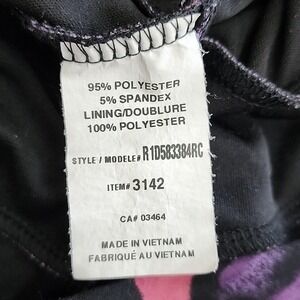 95% POLYESTER
5% SPANDEX
LINING/DOUBLURE
100% POLYESTER
STYLE / MODELE# R1D583384RC
ITEM# 3142
CA# 03464
MADE IN VIETNAM
FABRIQUÉ AU VIETNAM